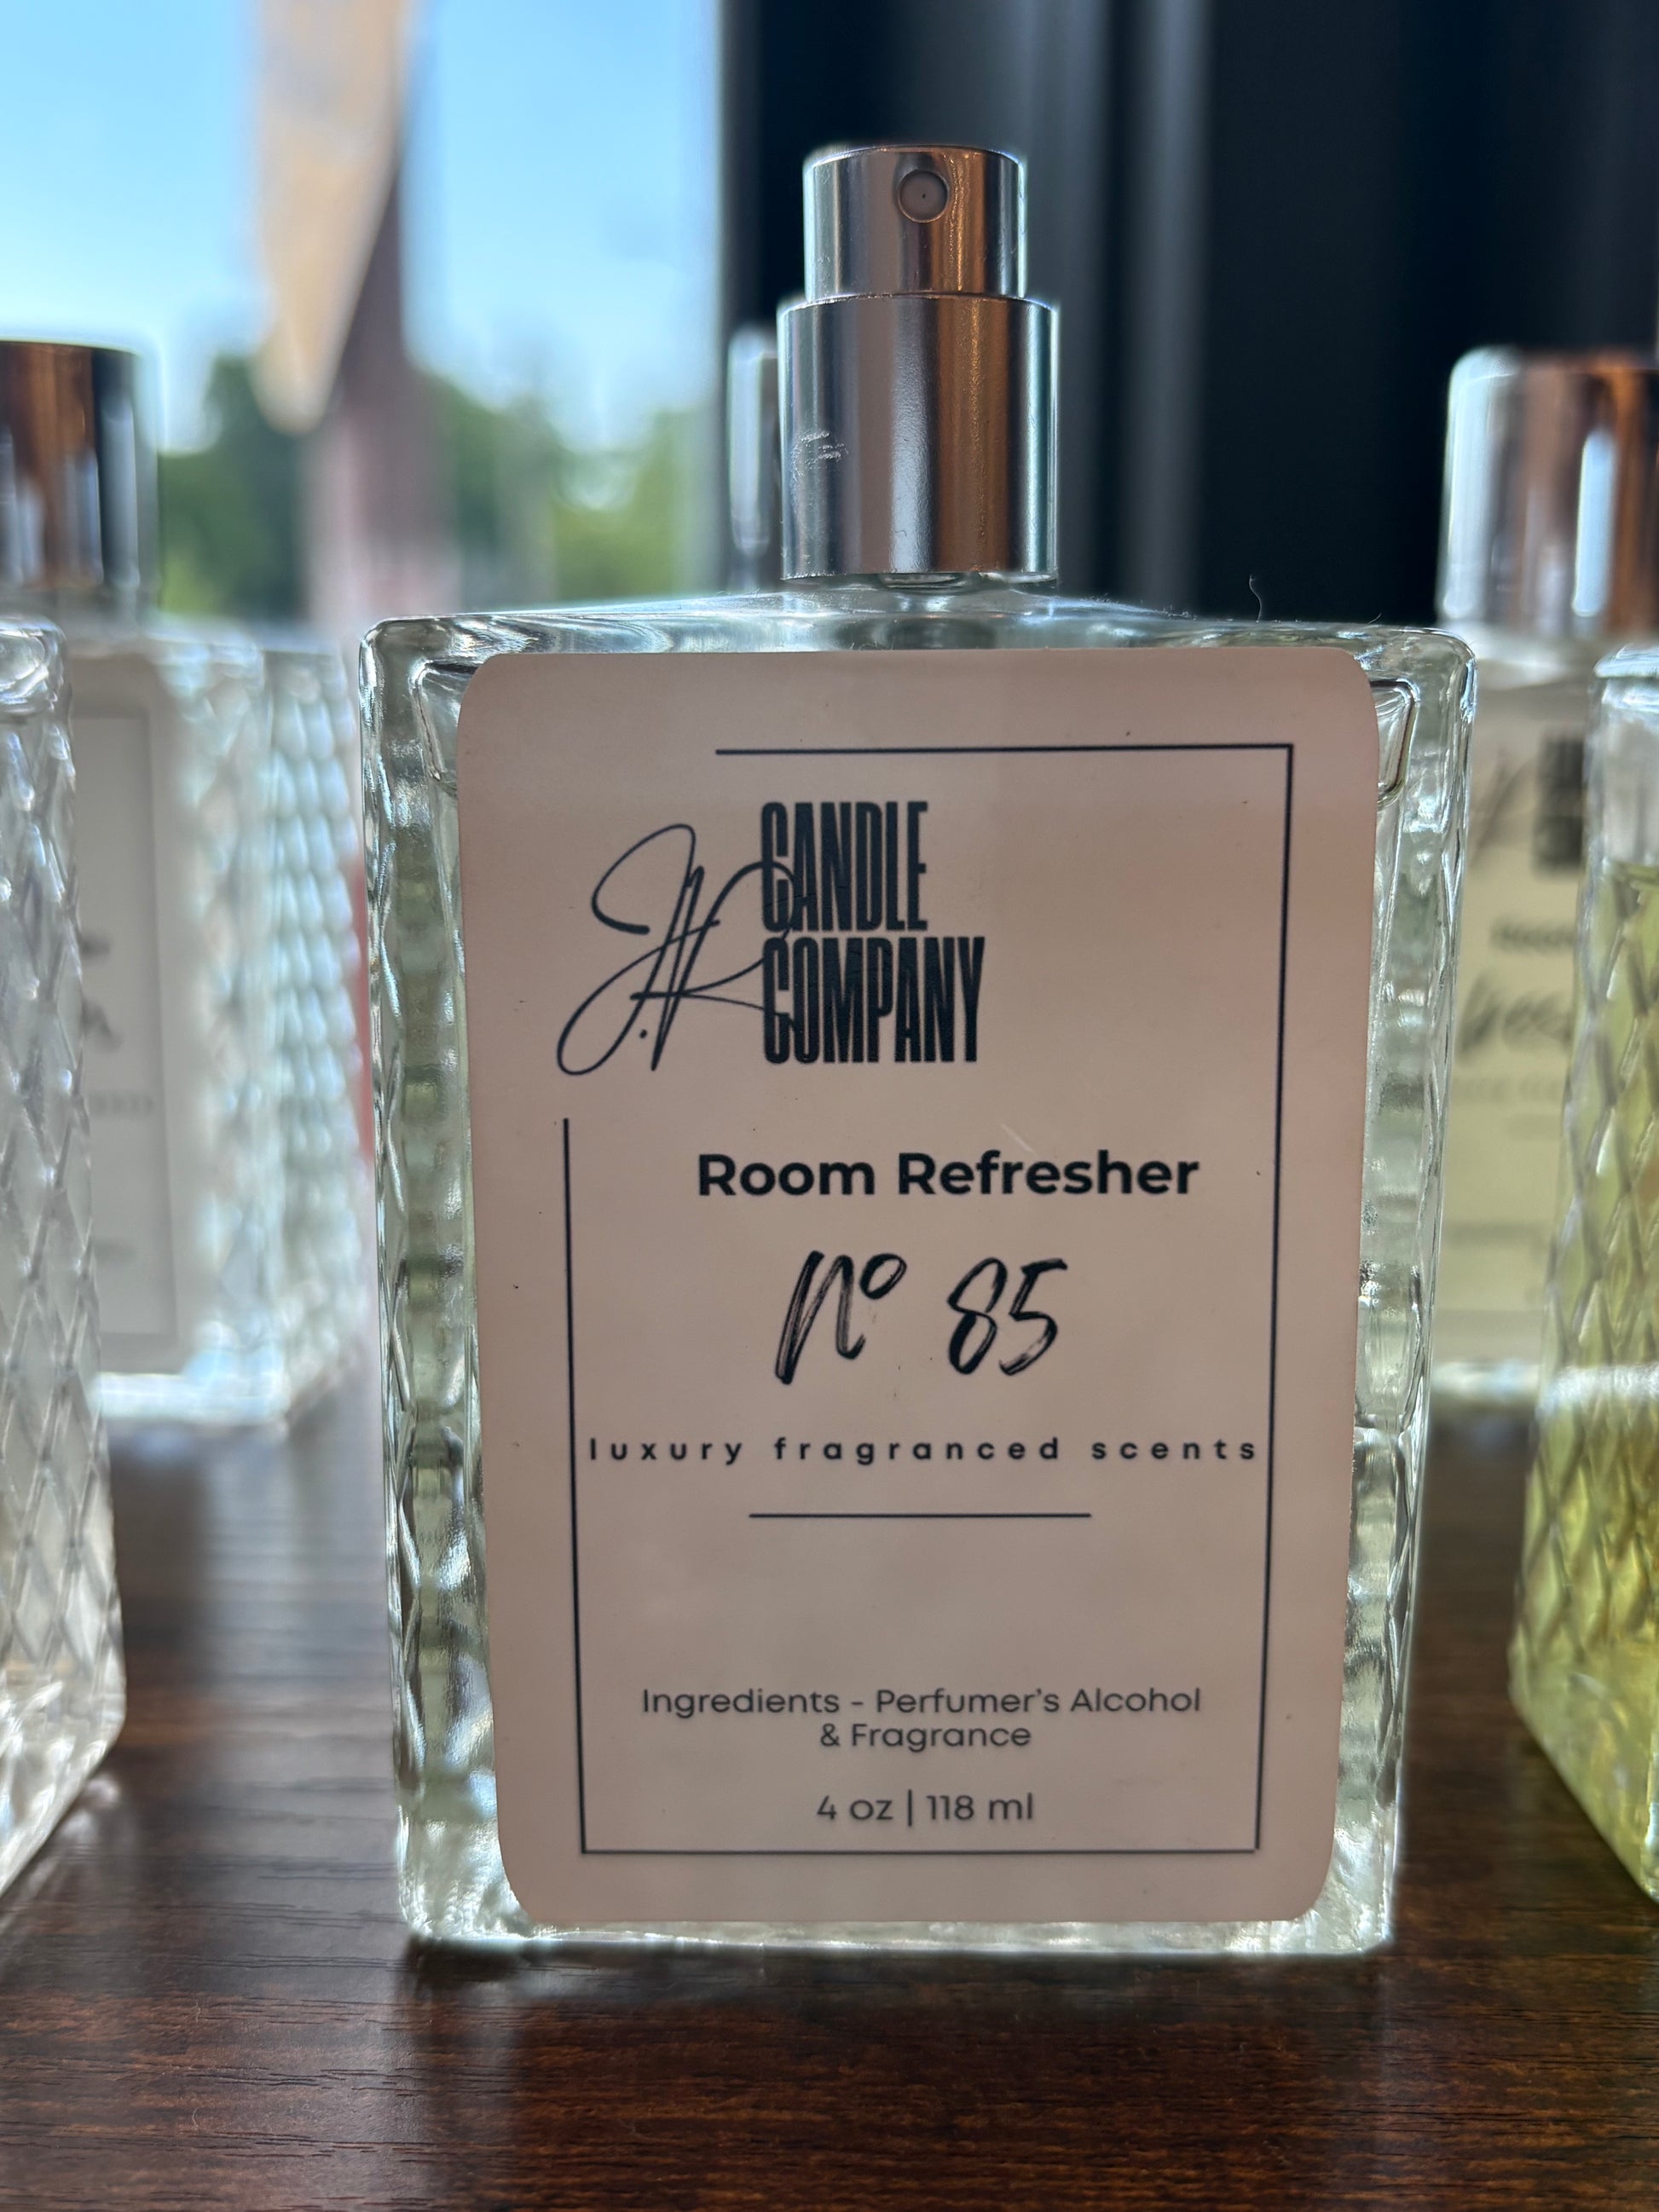 J.R
CANDLE
COMPANY
Room Refresher
Nº 85
luxury fragranced scents
Ingredients - Perfumer's Alcohol
& Fragrance
4 oz | 118 ml